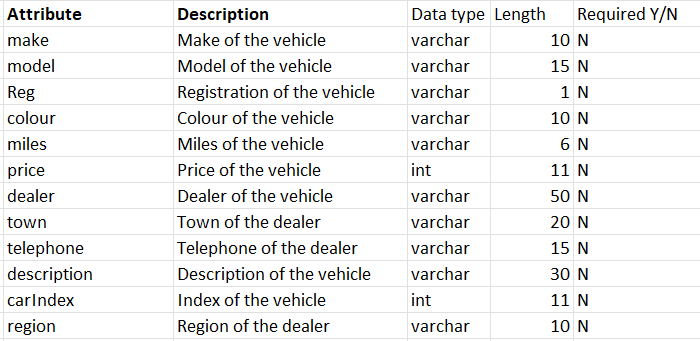 Attribute Description Data type Length Required Y/N
make Make of the vehicle varchar 10 N
model Model of the vehicle varchar 15 N
Reg Registration of the vehicle varchar 1 N
colour Colour of the vehicle varchar 10 N
miles Miles of the vehicle varchar 6 N
price Price of the vehicle int 11 N
dealer Dealer of the vehicle varchar 50 N
town Town of the dealer varchar 20 N
telephone Telephone of the dealer varchar 15 N
description Description of the vehicle varchar 30 N
carIndex Index of the vehicle int 11 N
region Region of the dealer varchar 10 N